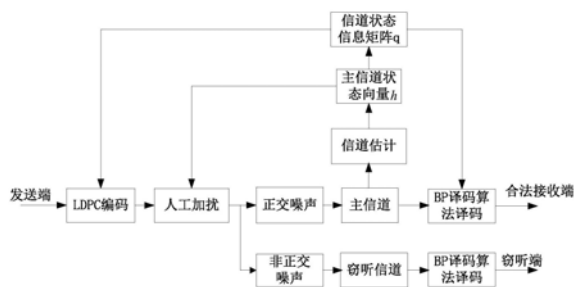 信道状态
信息矩阵q
主信道状
态向量h
信道估计
发送端
LDPC编码
人工加扰
正交噪声
主信道
BP译码算
法译码
合法接收端
非正交
噪声
窃听信道
BP译码算
法译码
窃听端